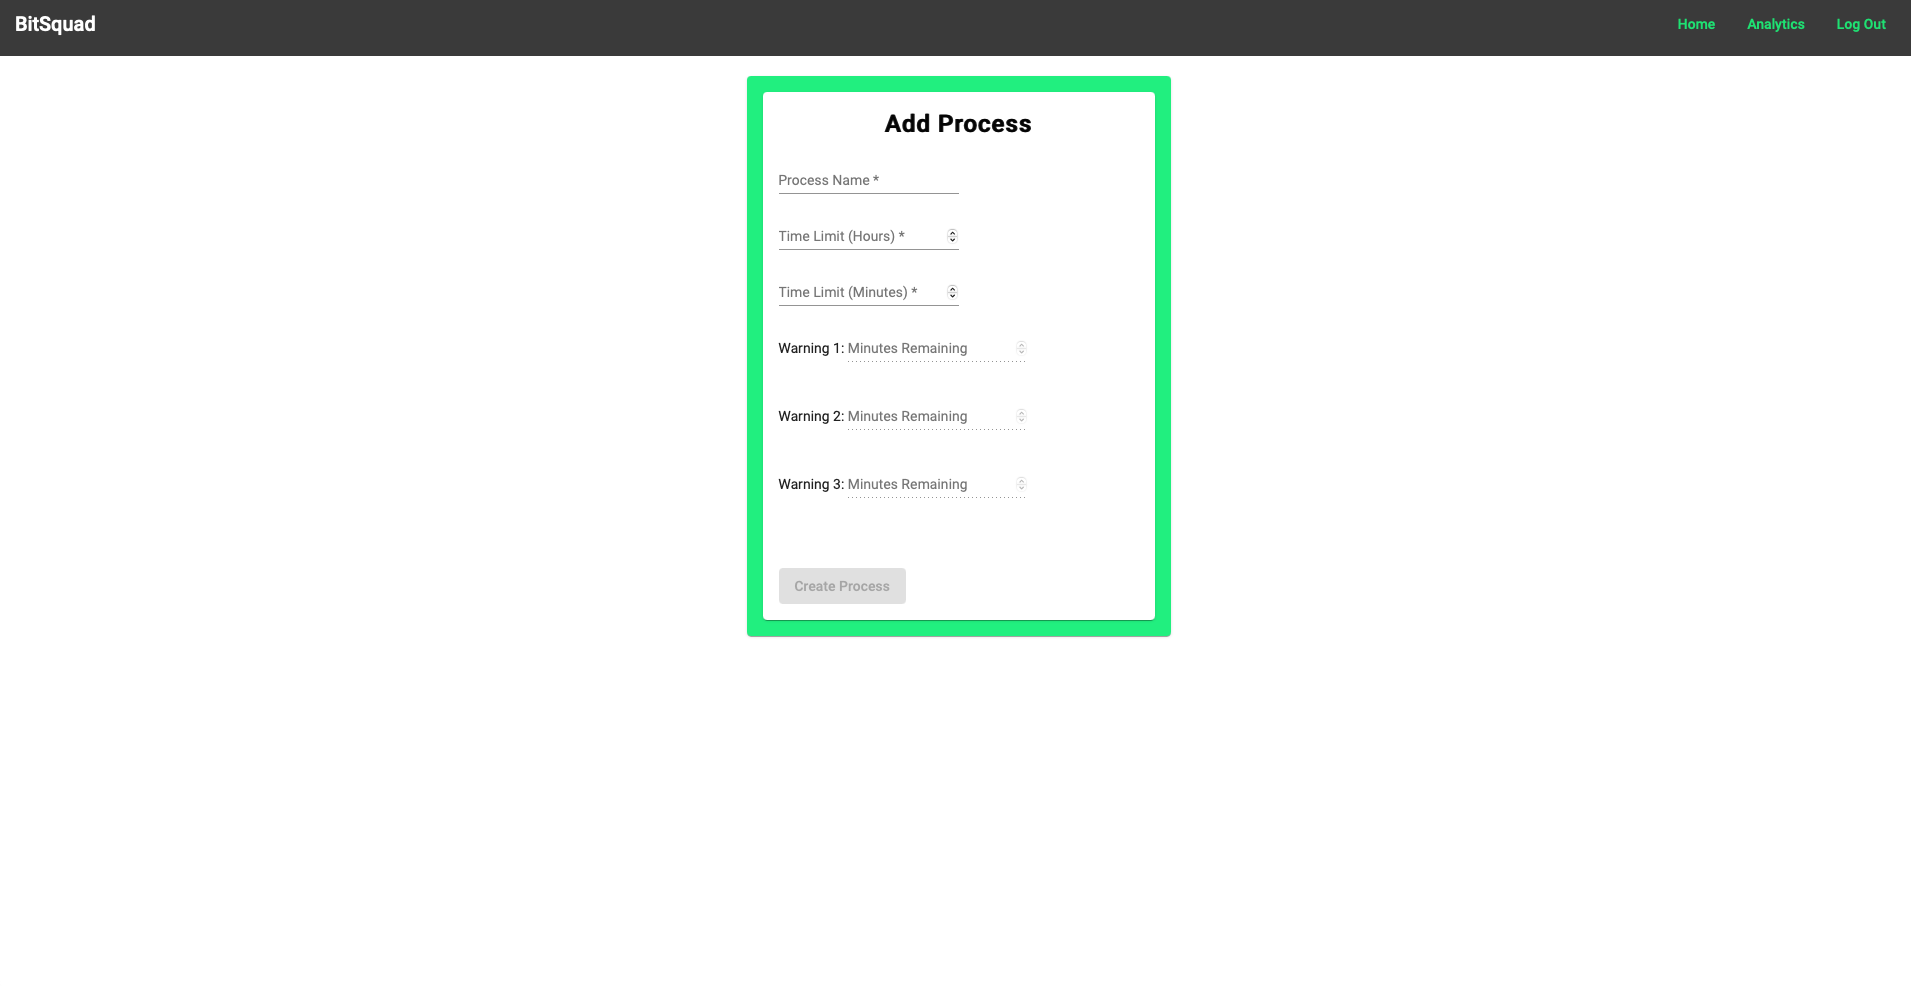 BitSquad
Home Analytics Log Out
Add Process
Process Name *
Time Limit (Hours) *
Time Limit (Minutes) *
Warning 1: Minutes Remaining
Warning 2: Minutes Remaining
Warning 3: Minutes Remaining
Create Process